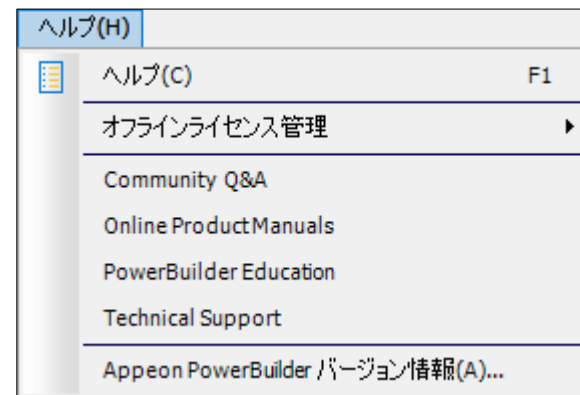 ヘルプ(H)
ヘルプ(C) F1
オフラインライセンス管理
Community Q&A
Online Product Manuals
PowerBuilder Education
Technical Support
Appeon PowerBuilder バージョン情報(A)...